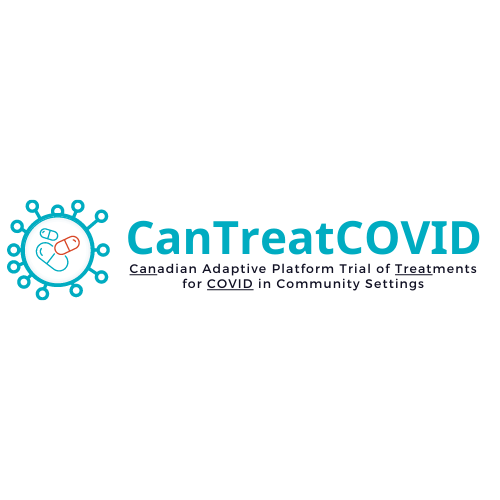 CanTreatCOVID
Canadian Adaptive Platform Trial of Treatments
for COVID in Community Settings